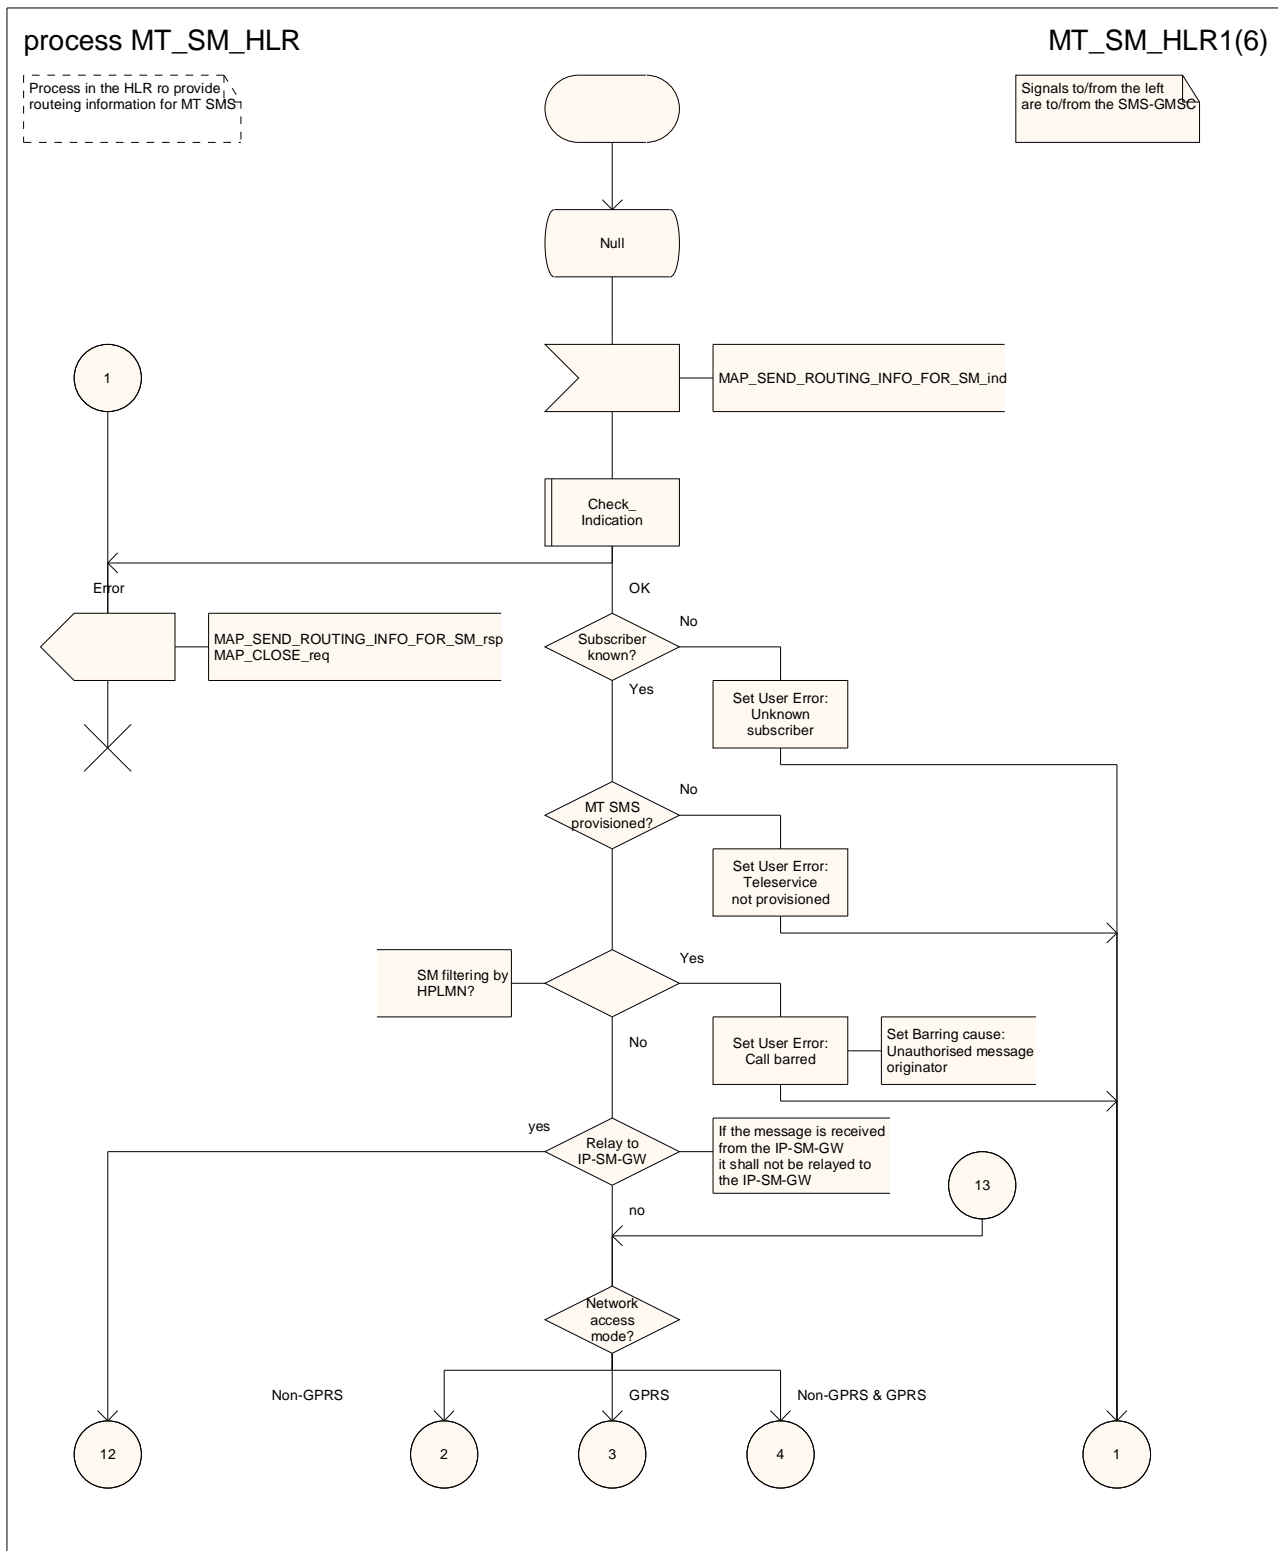 process MT_SM_HLR
MT_SM_HLR1(6)
Process in the HLR ro provide
routeing information for MT SMS
Signals to/from the left
are to/from the SMS-GMSC
Null
1
MAP_SEND_ROUTING_INFO_FOR_SM_ind
Check_
Indication
Error
OK
MAP_SEND_ROUTING_INFO_FOR_SM_rsp
MAP_CLOSE_req
Subscriber
known?
No
Yes
Set User Error:
Unknown
subscriber
MT SMS
provisioned?
No
Set User Error:
Teleservice
not provisioned
SM filtering by
HPLMN?
Yes
No
Set User Error:
Call barred
Set Barring cause:
Unauthorised message
originator
yes
Relay to
IP-SM-GW
If the message is received
from the IP-SM-GW
it shall not be relayed to
the IP-SM-GW
13
no
Network
access
mode?
Non-GPRS
GPRS
Non-GPRS & GPRS
12
2
3
4
1